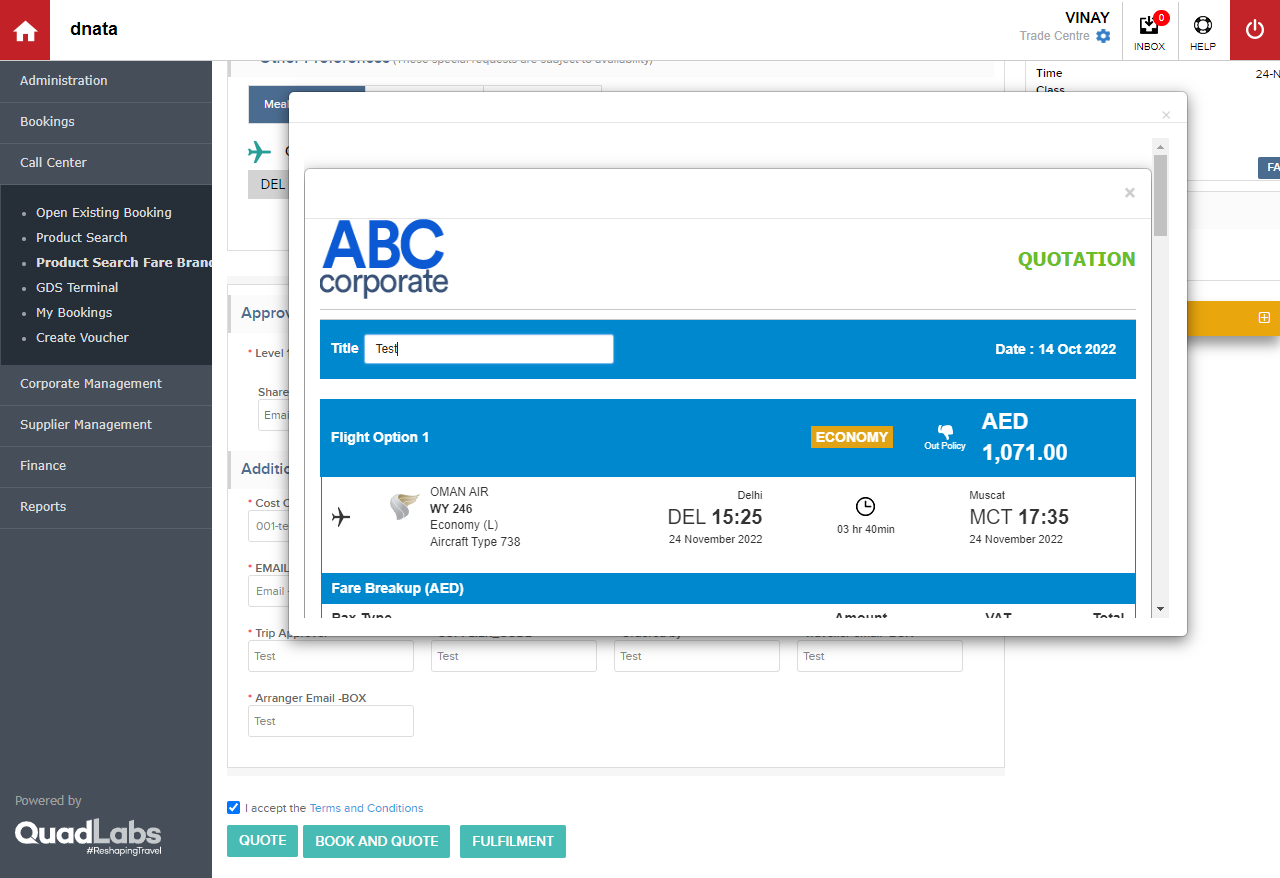 dnata
VINAY
Trade Centre
0
INBOX
HELP
Administration
Bookings
Call Center
Open Existing Booking
Product Search
Product Search Fare Brand
GDS Terminal
My Bookings
Create Voucher
Corporate Management
Supplier Management
Finance
Reports
Powered by
QuadLabs
#ReshapingTravel
Other Preferences (These special requests are subject to availability)
Meal
DEL
Time
24-N
Class
FA
×
×
ABC
corporate
QUOTATION
Title
Test
Date : 14 Oct 2022
Flight Option 1
ECONOMY
Out Policy
AED
1,071.00
OMAN AIR
WY 246
Economy (L)
Aircraft Type 738
Delhi
DEL 15:25
24 November 2022
03 hr 40min
Muscat
MCT 17:35
24 November 2022
Fare Breakup (AED)
Pax Type Amount VAT Total
Approv
* Level
Share
Emai
Additio
* Cost C
001-te
* EMAIL
Email
* Trip Approver
Ordered by
Test
Test
Test
Test
* Arranger Email -BOX
Test
I accept the Terms and Conditions
QUOTE
BOOK AND QUOTE
FULFILMENT